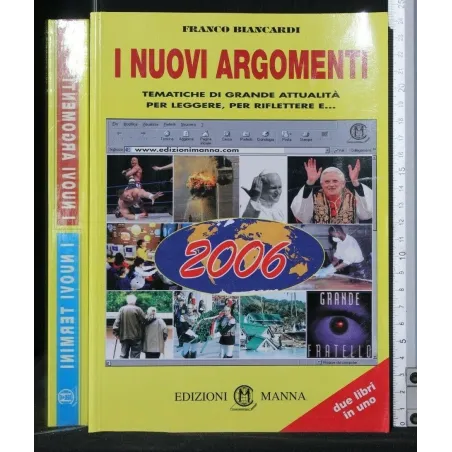 FRANCO BIANCARDI
I NUOVI ARGOMENTI
TEMATICHE DI GRANDE ATTUALITÀ
PER LEGGERE, PER RIFLETTERE E...
www.edizionimanna.com
2006
GRANDE
FRATELLO
EDIZIONI
MANNA
due libri
in uno
I NUOVI ARGOMENTI
I NUOVI TERMINI